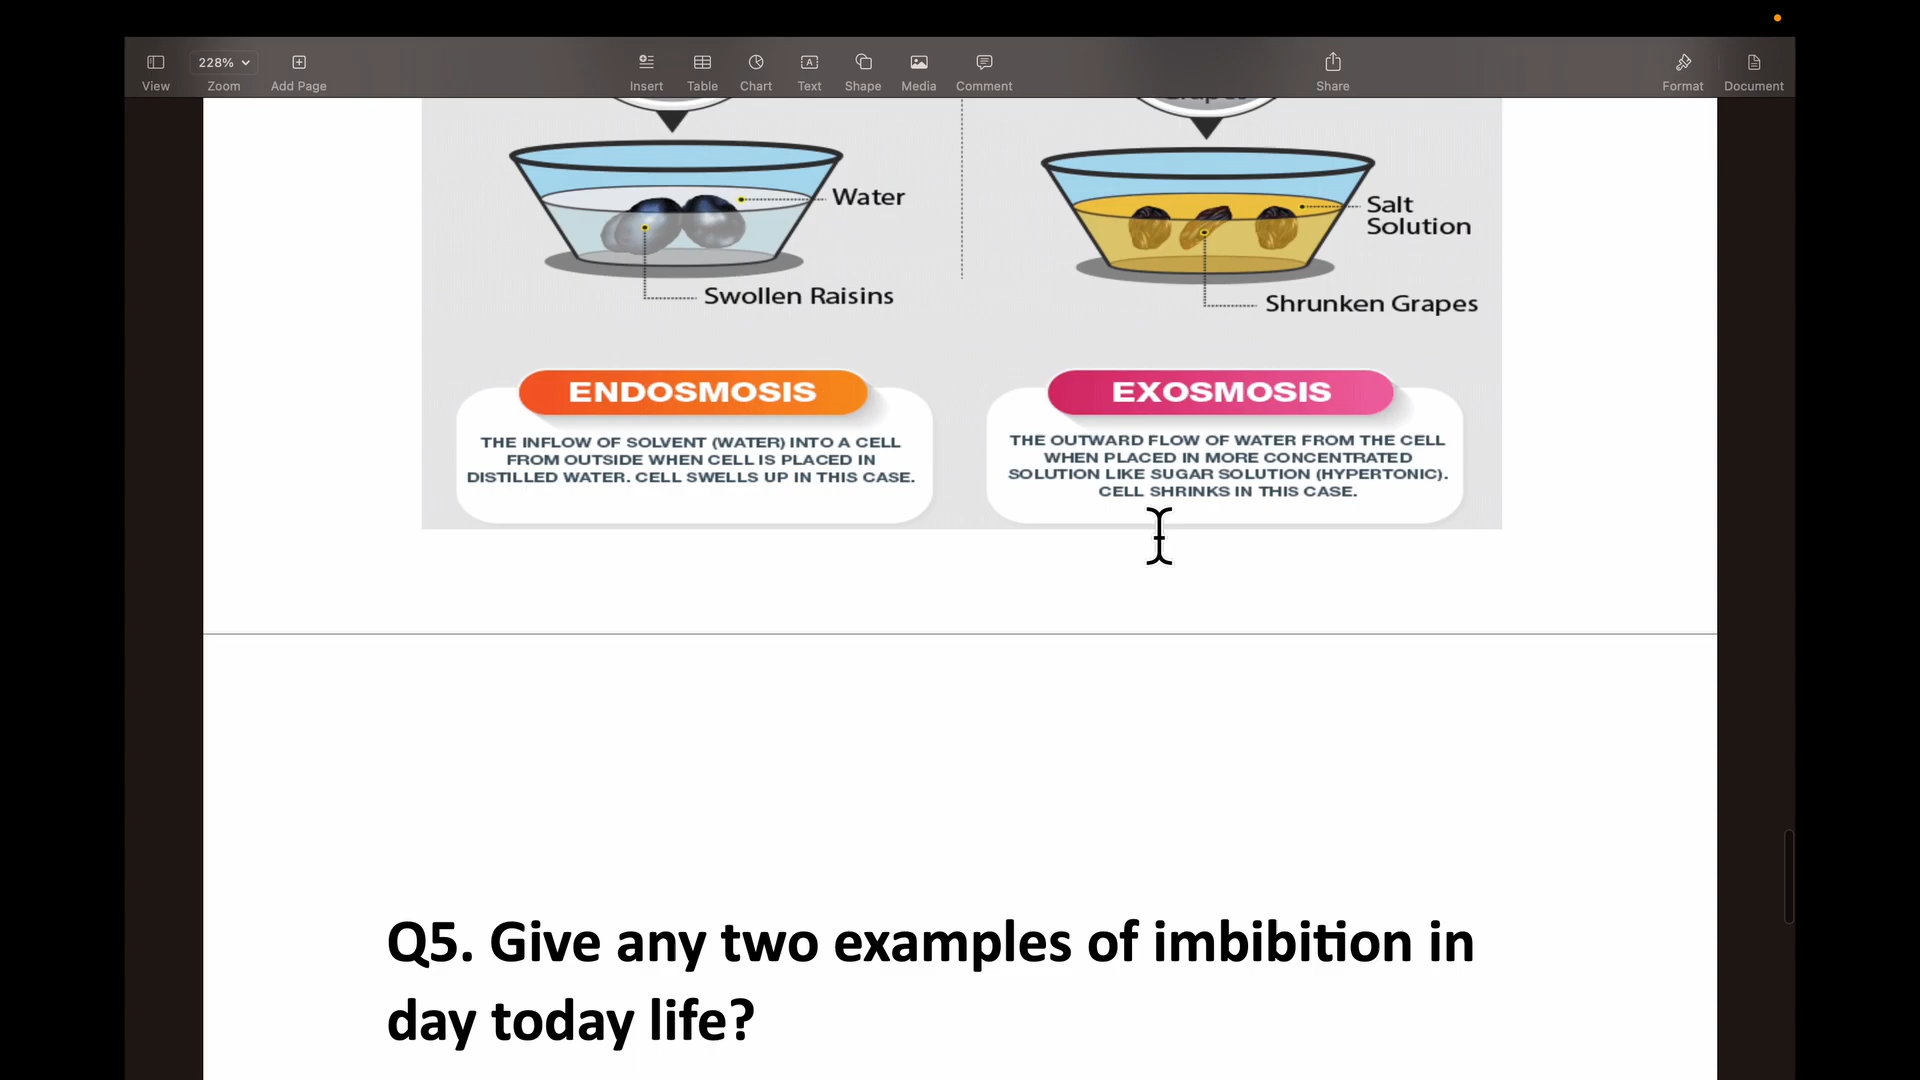 View
228%
Zoom
Add Page
Insert
Table
Chart
Text
Shape
Media
Comment
Share
Format
Document
Grapes
Water
Swollen Raisins
Salt
Solution
Shrunken Grapes
ENDOSMOSIS
THE INFLOW OF SOLVENT (WATER) INTO A CELL
FROM OUTSIDE WHEN CELL IS PLACED IN
DISTILLED WATER. CELL SWELLS UP IN THIS CASE.
EXOSMOSIS
THE OUTWARD FLOW OF WATER FROM THE CELL
WHEN PLACED IN MORE CONCENTRATED
SOLUTION LIKE SUGAR SOLUTION (HYPERTONIC).
CELL SHRINKS IN THIS CASE.
Q5. Give any two examples of imbibition in
day today life?